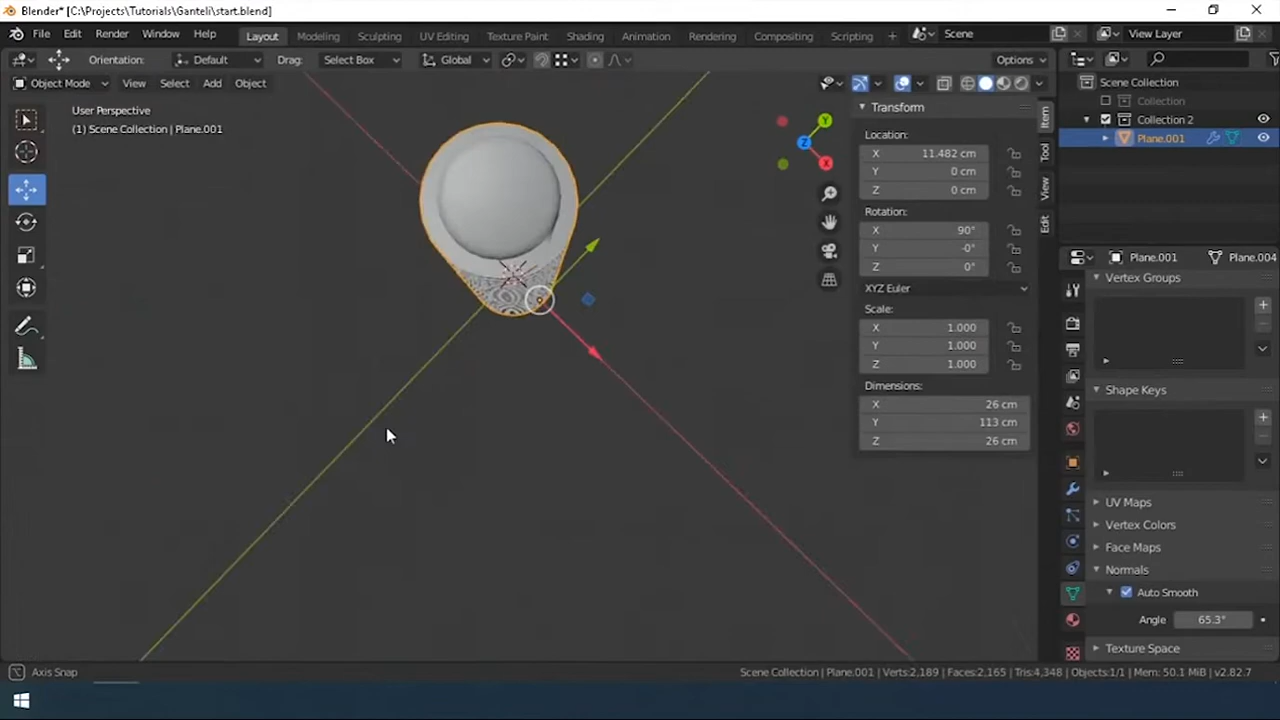 Blender* [C:\Projects\Tutorials\Ganteli\start.blend]
File Edit Render Window Help Layout Modeling Sculpting UV Editing Texture Paint Shading Animation Rendering Compositing Scripting + Scene View Layer
Orientation: Default Drag: Select Box Global Options
Object Mode View Select Add Object
User Perspective
(1) Scene Collection | Plane.001
Y
Z
X
Transform
Location:
X 11.482 cm
Y 0 cm
Z 0 cm
Rotation:
X 90°
Y -0°
Z 0°
XYZ Euler
Scale:
X 1.000
Y 1.000
Z 1.000
Dimensions:
X 26 cm
Y 113 cm
Z 26 cm
Item
Tool
View
Edit
Scene Collection
Collection
Collection 2
Plane.001
Plane.001 Plane.004
Vertex Groups
Shape Keys
UV Maps
Vertex Colors
Face Maps
Normals
Auto Smooth
Angle 65.3°
Texture Space
Axis Snap
Scene Collection | Plane.001 | Verts:2,189 | Faces:2,165 | Tris:4,348 | Objects:1/1 | Mem: 50.1 MiB | v2.82.7